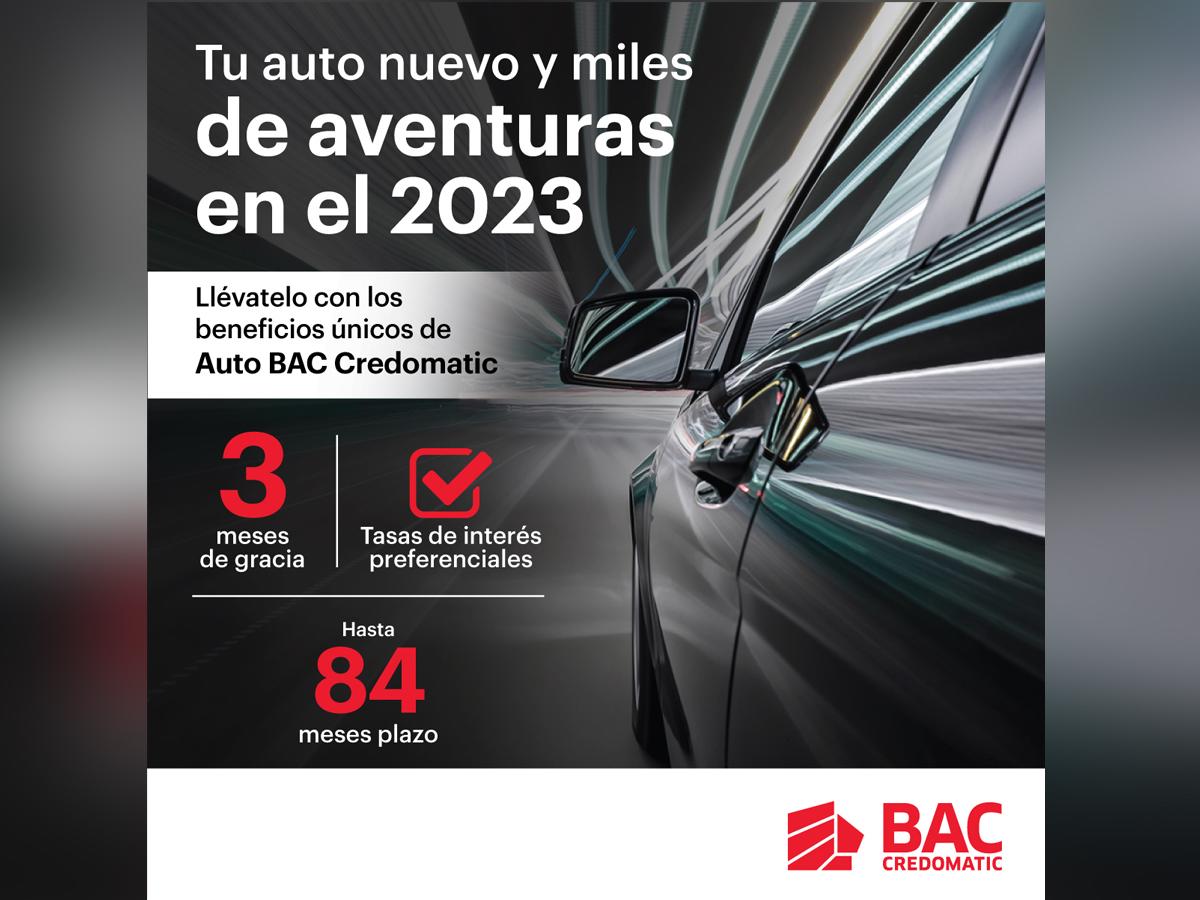 Tu auto nuevo y miles
de aventuras
en el 2023
Llévatelo con los
beneficios únicos de
Auto BAC Credomatic
3
meses
de gracia
Tasas de interés
preferenciales
Hasta
84
meses plazo
BAC
CREDOMATIC